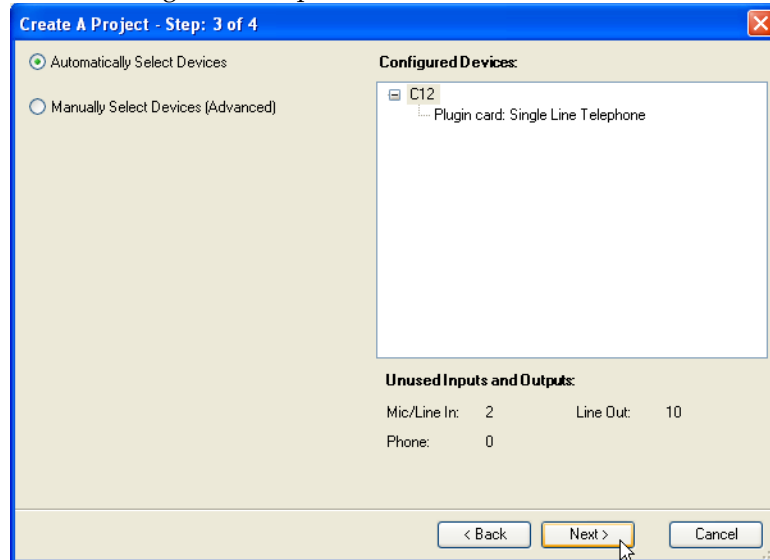 Create A Project - Step: 3 of 4
Automatically Select Devices
Manually Select Devices (Advanced)
Configured Devices:
C12
Plugin card: Single Line Telephone
Unused Inputs and Outputs:
Mic/Line In: 2 Line Out: 10
Phone: 0
< Back Next > Cancel